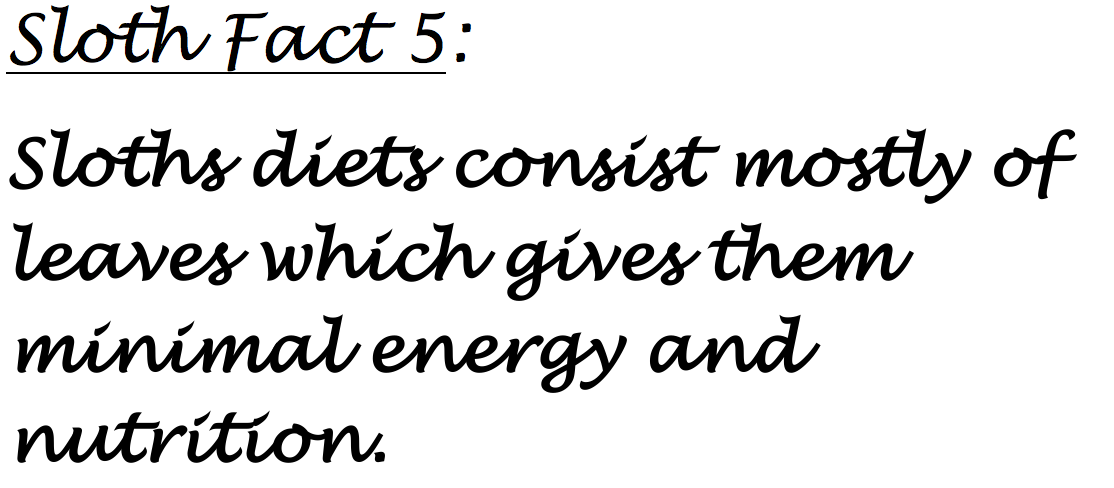 Sloth Fact 5:
Sloths diets consist mostly of
leaves which gives them
minimal energy and
nutrition.